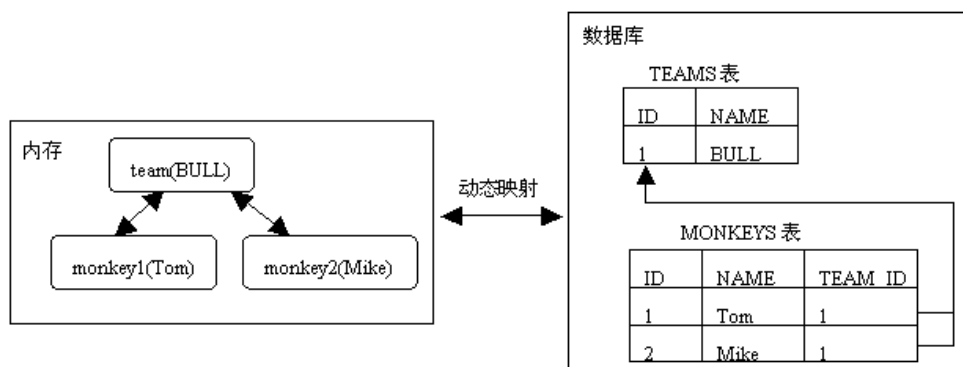 内存
team(BULL)
monkey1(Tom)
monkey2(Mike)
动态映射
数据库
TEAMS 表
ID NAME
1 BULL
MONKEYS 表
ID NAME TEAM_ID
1 Tom 1
2 Mike 1